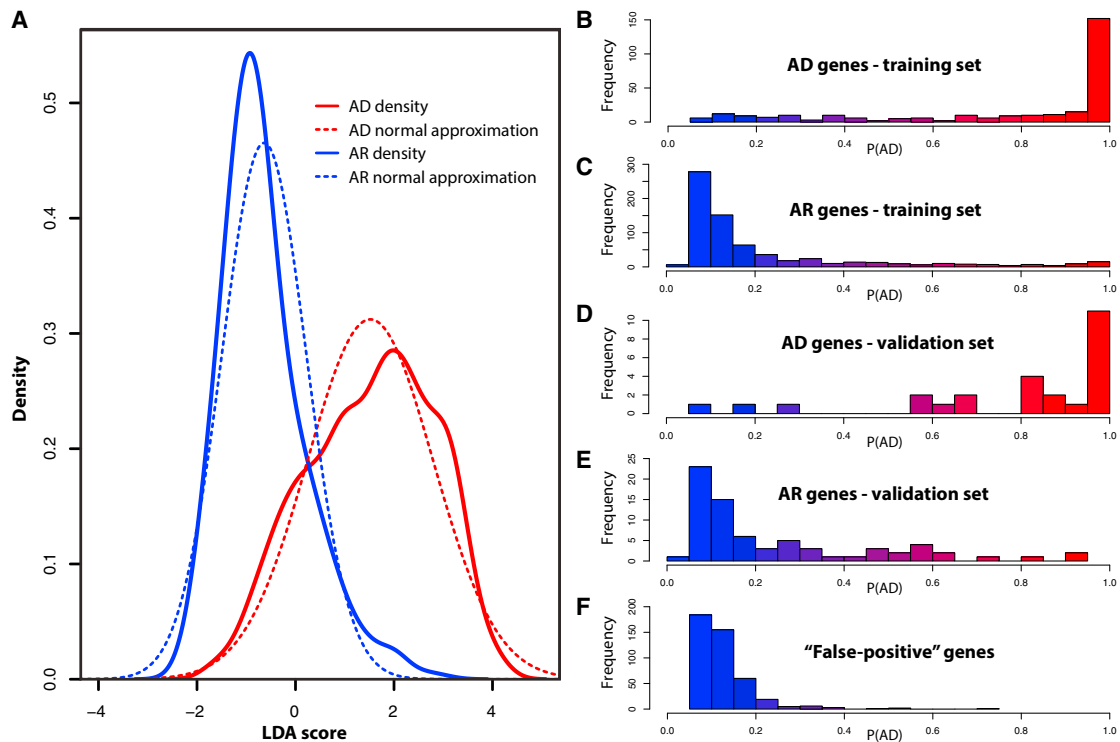 A
AD density
AD normal approximation
AR density
AR normal approximation
Density
0.0
0.1
0.2
0.3
0.4
0.5
−4
−2
0
2
4
LDA score
B
AD genes - training set
Frequency
0
50
100
150
0.0
0.2
0.4
0.6
0.8
1.0
P(AD)
C
AR genes - training set
Frequency
0
100
200
300
0.0
0.2
0.4
0.6
0.8
1.0
P(AD)
D
AD genes - validation set
Frequency
0
2
4
6
8
10
0.0
0.2
0.4
0.6
0.8
1.0
P(AD)
E
AR genes - validation set
Frequency
0
5
10
15
20
25
0.0
0.2
0.4
0.6
0.8
1.0
P(AD)
F
“False-positive” genes
Frequency
0
50
100
150
200
0.0
0.2
0.4
0.6
0.8
1.0
P(AD)